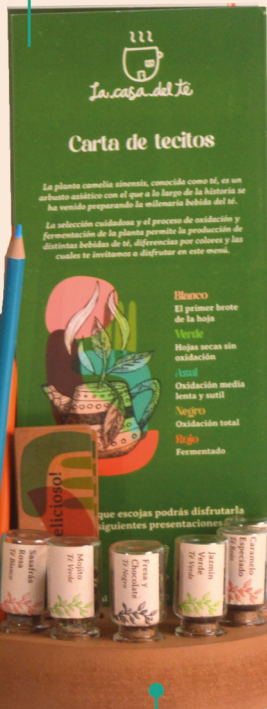 La casa del té
Carta de tecitos
La planta camelia sinensis, conocida como té, es un
arbusto asiático con el que a lo largo de la historia se
ha venido preparando la milenaria bebida del té.
La selección cuidadosa y el proceso de oxidación y
fermentación de la planta permite la producción de
distintas bebidas de té, diferencias por colores y las
cuales te invitamos a disfrutar en este menú.
Blanco
El primer brote
de la hoja
Verde
Hojas secas sin
oxidación
Azul
Oxidación media
lenta y sutil
Negro
Oxidación total
Rojo
Fermentado
elicioso!
que escojas podrás disfrutarla
siguientes presentaciones
Sasafrás
Rosa
Té Blanco
Mojito
Té Verde
Fresa y
Chocolate
Té Negro
Jazmín
Verde
Té Verde
Caramelo
Especiado